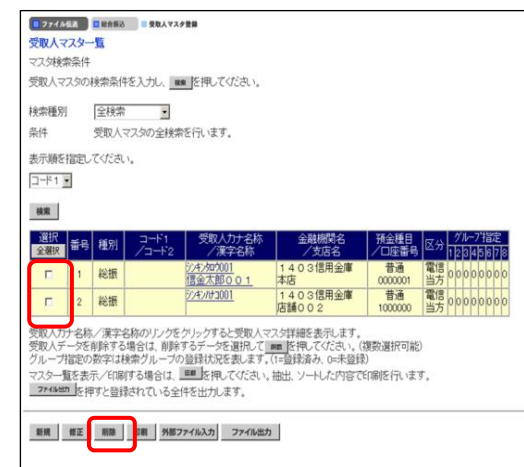 ファイル伝送 総合振込 受取人マスタ登録
受取人マスター覧
マスタ検索条件
受取人マスタの検索条件を入力し、 検索 を押してください。
検索種別 全検索
条件 受取人マスタの全検索を行います。
表示順を指定してください。
コード1
検索
選択 全選択 番号 種別 コード1／コード2 受取人カナ名称／漢字名称 金融機関名／支店名 預金種目／口座番号 区分 グループ指定 1 2 3 4 5 6 7 8
1 総振 シンキンタロウ001 信金太郎００１ １４０３信用金庫 本店 普通 0000001 電信 当方 0 0 0 0 0 0 0 0
2 総振 シンキンハナコ001 １４０３信用金庫 店舗００２ 普通 1000000 電信 当方 0 0 0 0 0 0 0 0
受取人カナ名称／漢字名称のリンクをクリックすると受取人マスタ詳細を表示します。
受取人データを削除する場合は、削除するデータを選択して 削除 を押してください。(複数選択可能)
グループ指定の数字は検索グループの登録状況を表します。(1=登録済み、0=未登録)
マスター覧を表示／印刷する場合は、 印刷 を押してください。抽出、ソートした内容で印刷を行います。
ファイル出力 を押すと登録されている全件を出力します。
新規 修正 削除 印刷 外部ファイル入力 ファイル出力